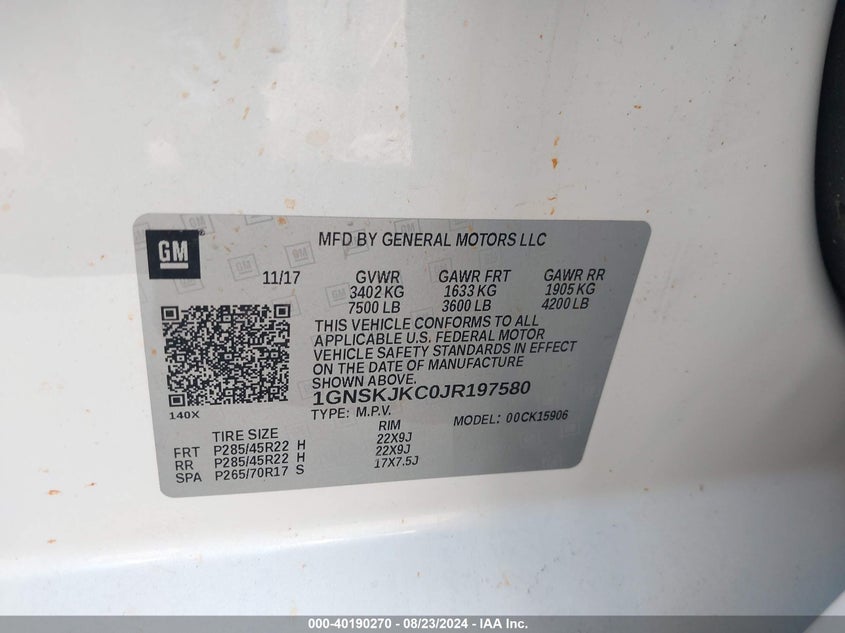 GM
MFD BY GENERAL MOTORS LLC
11/17 GVWR GAWR FRT GAWR RR
3402 KG 1633 KG 1905 KG
7500 LB 3600 LB 4200 LB
THIS VEHICLE CONFORMS TO ALL
APPLICABLE U.S. FEDERAL MOTOR
VEHICLE SAFETY STANDARDS IN EFFECT
ON THE DATE OF MANUFACTURE
SHOWN ABOVE.
1GNSKJKC0JR197580
140X
TYPE: M.P.V. MODEL: 00CK15906
TIRE SIZE RIM
FRT P285/45R22 H 22X9J
RR P285/45R22 H 22X9J
SPA P265/70R17 S 17X7.5J
000-40190270 - 08/23/2024 - IAA Inc.